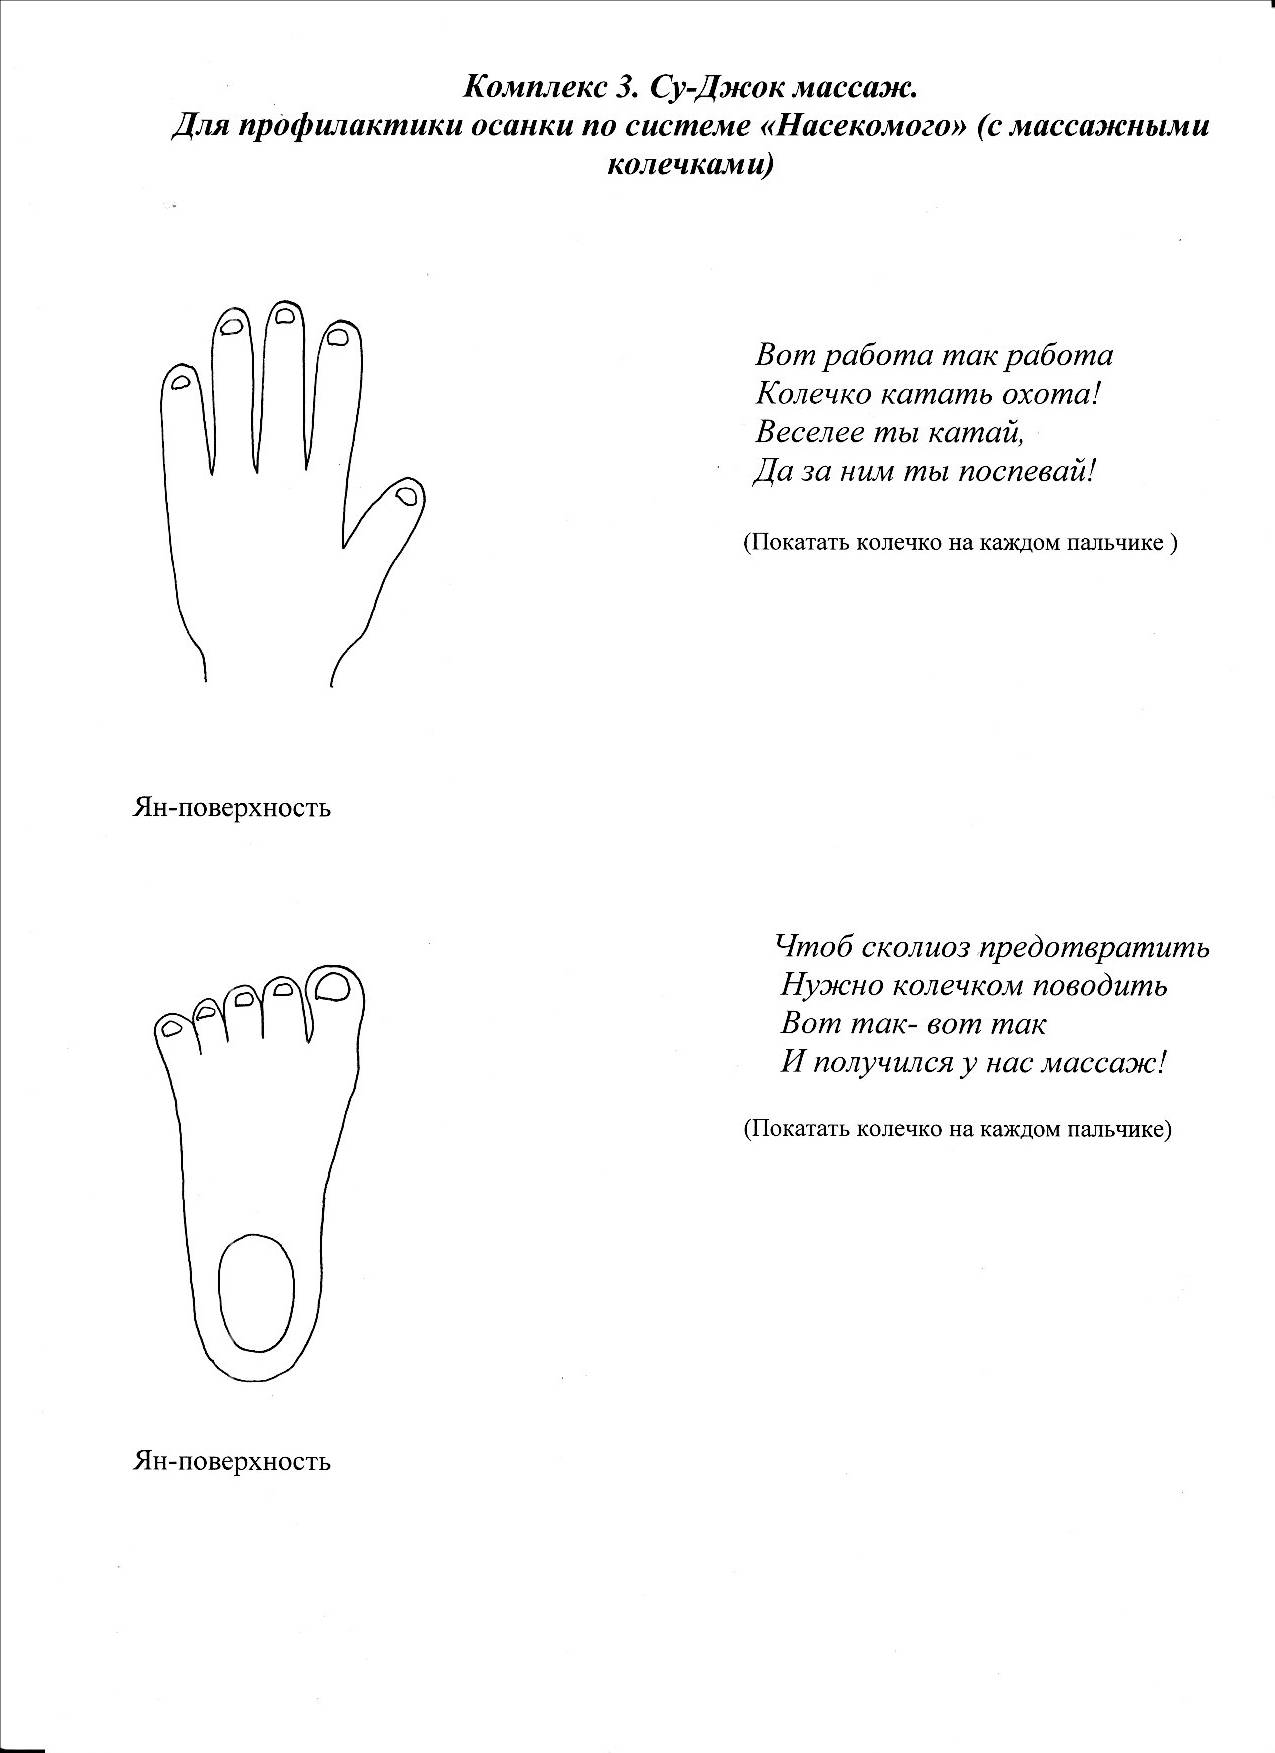 Комплекс 3. Су-Джок массаж.
Для профилактики осанки по системе «Насекомого» (с массажными
колечками)
Вот работа так работа
Колечко катать охота!
Веселее ты катай,
Да за ним ты поспевай!
(Покатать колечко на каждом пальчике )
Ян-поверхность
Чтоб сколиоз предотвратить
Нужно колечком поводить
Вот так- вот так
И получился у нас массаж!
(Покатать колечко на каждом пальчике)
Ян-поверхность